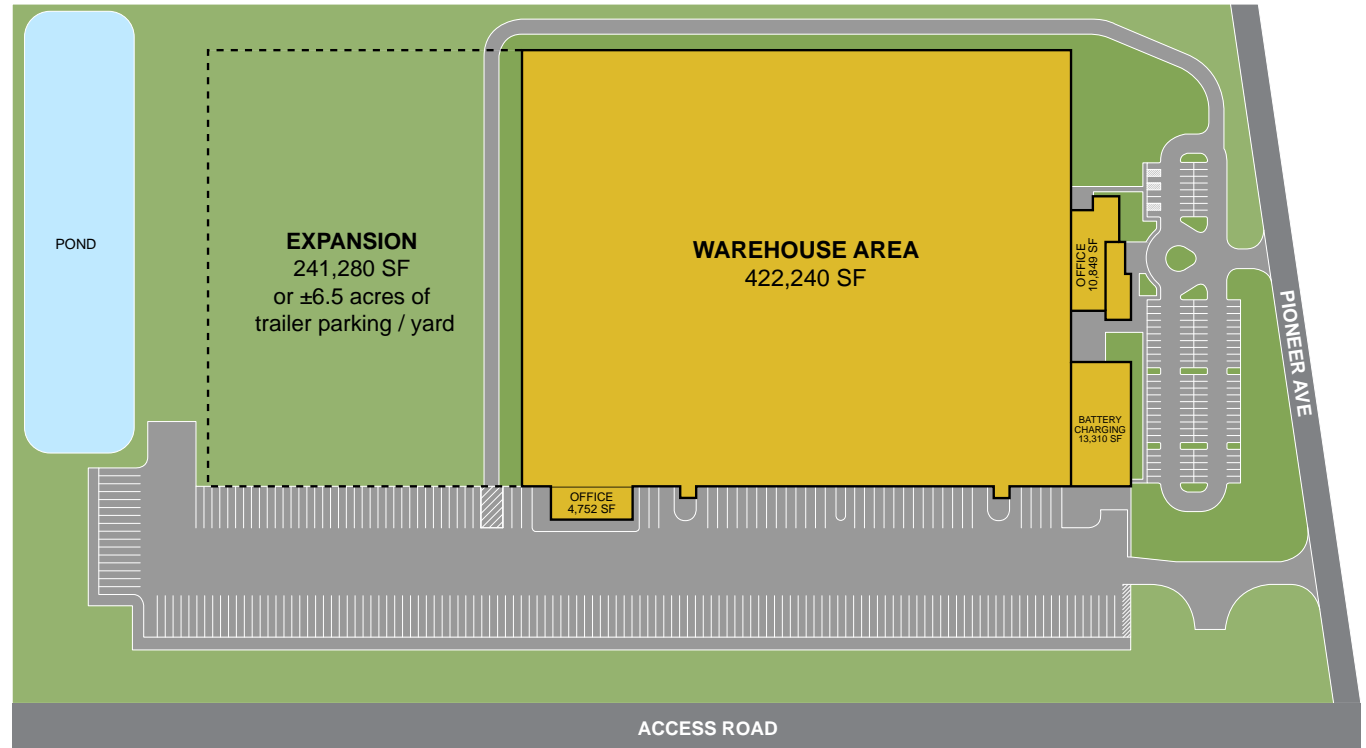 POND
EXPANSION
241,280 SF
or ±6.5 acres of
trailer parking / yard
WAREHOUSE AREA
422,240 SF
OFFICE
10,849 SF
BATTERY
CHARGING
13,310 SF
OFFICE
4,752 SF
PIONEER AVE
ACCESS ROAD